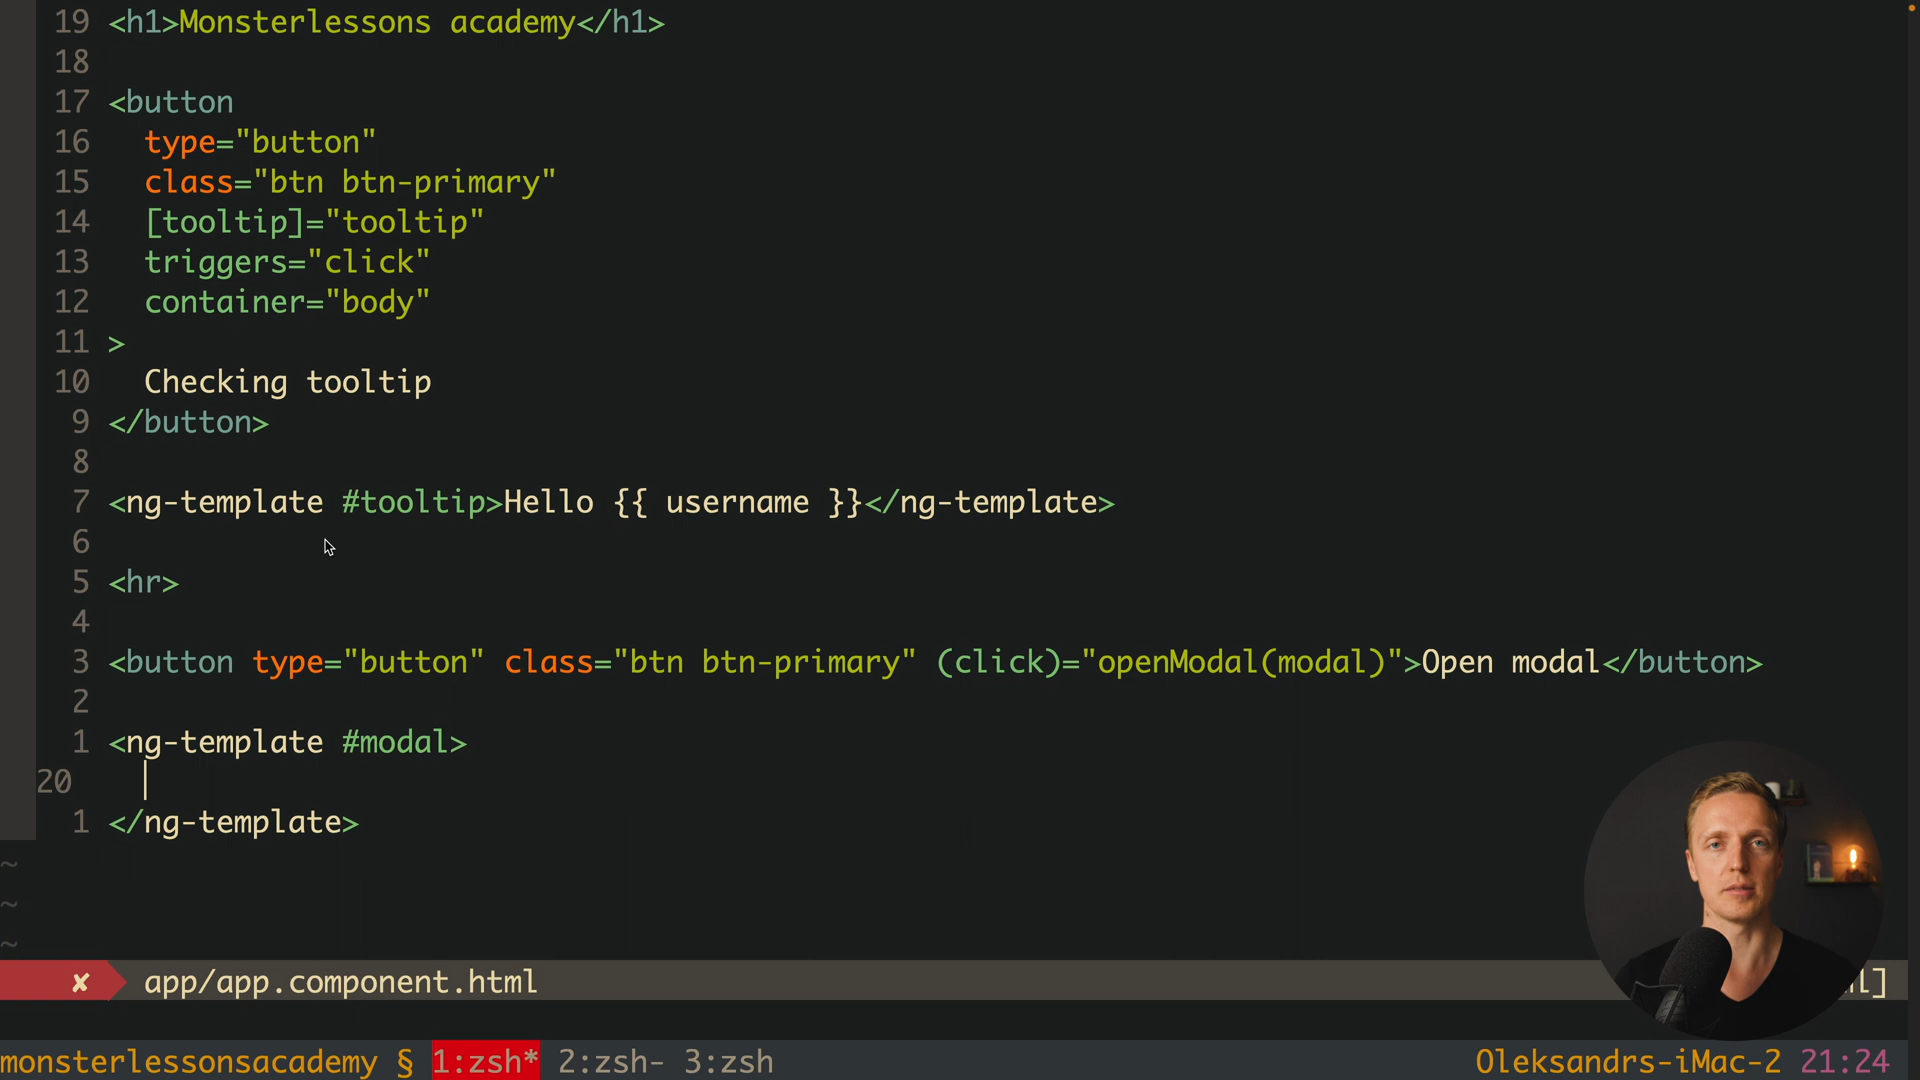 19 <h1>Monsterlessons academy</h1>
18
17 <button
16   type="button"
15   class="btn btn-primary"
14   [tooltip]="tooltip"
13   triggers="click"
12   container="body"
11 >
10   Checking tooltip
9 </button>
8
7 <ng-template #tooltip>Hello {{ username }}</ng-template>
6
5 <hr>
4
3 <button type="button" class="btn btn-primary" (click)="openModal(modal)">Open modal</button>
2
1 <ng-template #modal>
20
1 </ng-template>
~
~
~
✘ app/app.component.html l]
monsterlessonsacademy § 1:zsh* 2:zsh- 3:zsh Oleksandrs-iMac-2 21:24